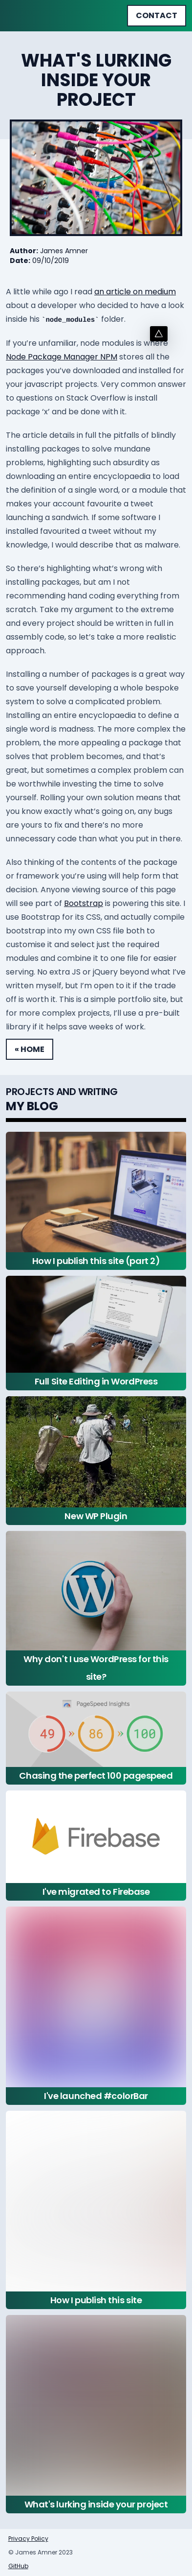 CONTACT
WHAT'S LURKING
INSIDE YOUR
PROJECT
Author: James Amner
Date: 09/10/2019
A little while ago I read an article on medium
about a developer who decided to have a look
inside his `node_modules` folder.
If you're unfamiliar, node modules is where
Node Package Manager NPM stores all the
packages you've downloaded and installed for
your javascript projects. Very commonly answer
to questions on Stack Overflow is install
package 'x' and be done with it.
The article details in full the pitfalls of blindly
installing packages to solve mundane
problems, highlighting such absurdity as
downloading an entire encyclopedia to load
the definition of a single word, or a module that
makes your account favourite a tweet
launching a sandwich. If some software I
installed favourited a tweet without my
knowledge, I would describe that as malware.
So there's highlighting what's wrong with
installing packages, but am I not
recommending hand coding everything from
scratch. Take my argument to the extreme
and every project should be written in full in
assembly code, so let's take a more realistic
approach.
Installing a number of packages is a great way
to save yourself developing a whole bespoke
system to solve a complicated problem.
Installing an entire encyclopedia to define a
single word is madness. The more complex the
problem, the more appealing a package that
solves that problem becomes, and that's
great, but sometimes a complex problem can
be worthwhile investing the time to solve
yourself. Rolling your own solution means that
you know exactly what's going on, any bugs
are yours to fix and there's no more
unnecessary code than what you put in there.
Also thinking of the contents of the package
or framework you're using will help form that
decision. Anyone viewing source of this page
will see part of Bootstrap is powering this site. I
use Bootstrap for its CSS, and actually compile
bootstrap into my own CSS file both to
customise it and select just the required
modules and combine it to one file for easier
serving. No extra JS or jQuery beyond what I've
written myself, but I'm open to it if the trade
off is worth it. This is a simple portfolio site, but
for more complex projects, I'll use a pre-built
library if it helps save weeks of work.
« HOME
PROJECTS AND WRITING
MY BLOG
How I publish this site (part 2)
Full Site Editing in WordPress
New WP Plugin
Why don't I use WordPress for this
site?
PageSpeed Insights
49 » 86 » 100
Chasing the perfect 100 pagespeed
Firebase
I've migrated to Firebase
I've launched #colorBar
How I publish this site
What's lurking inside your project
Privacy Policy
© James Amner 2023
GitHub